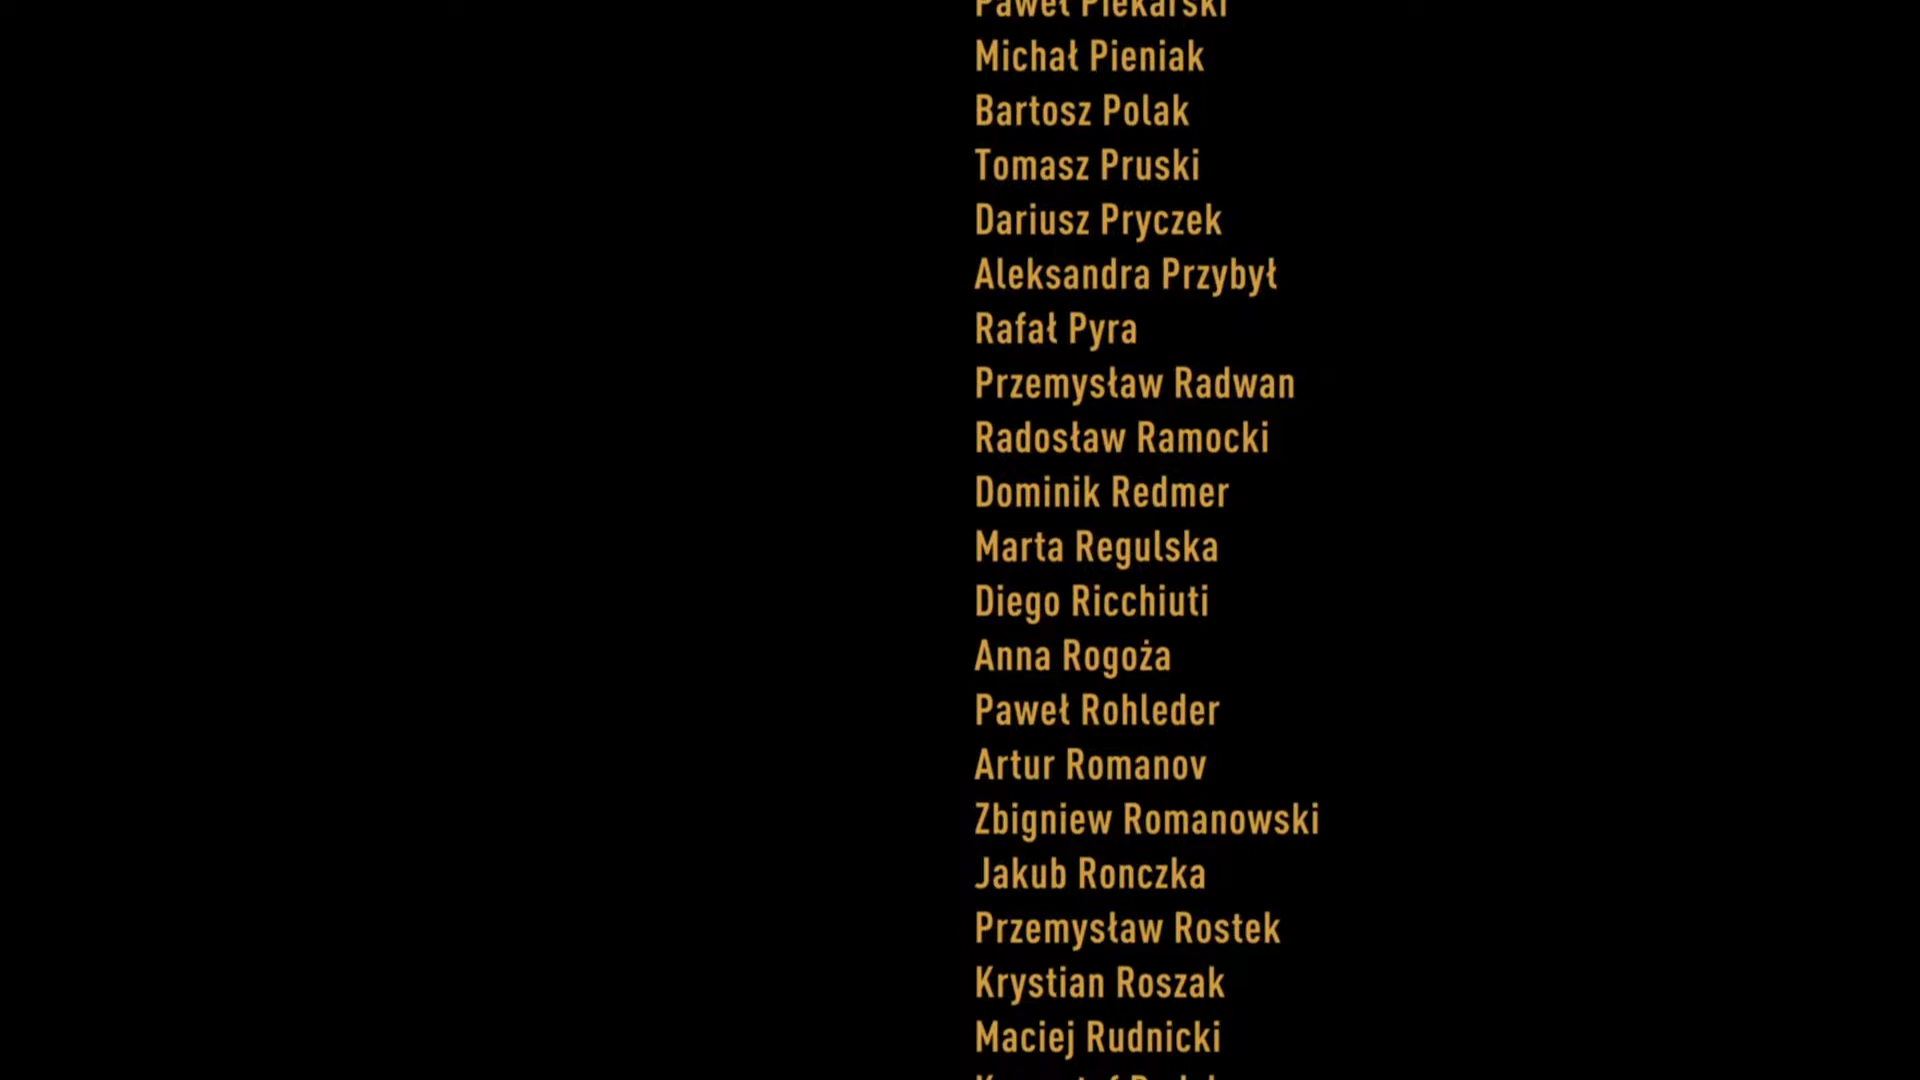 Paweł Piekarski
Michał Pieniak
Bartosz Polak
Tomasz Pruski
Dariusz Pryczek
Aleksandra Przybył
Rafał Pyra
Przemysław Radwan
Radosław Ramocki
Dominik Redmer
Marta Regulska
Diego Ricchiuti
Anna Rogoża
Paweł Rohleder
Artur Romanov
Zbigniew Romanowski
Jakub Ronczka
Przemysław Rostek
Krystian Roszak
Maciej Rudnicki